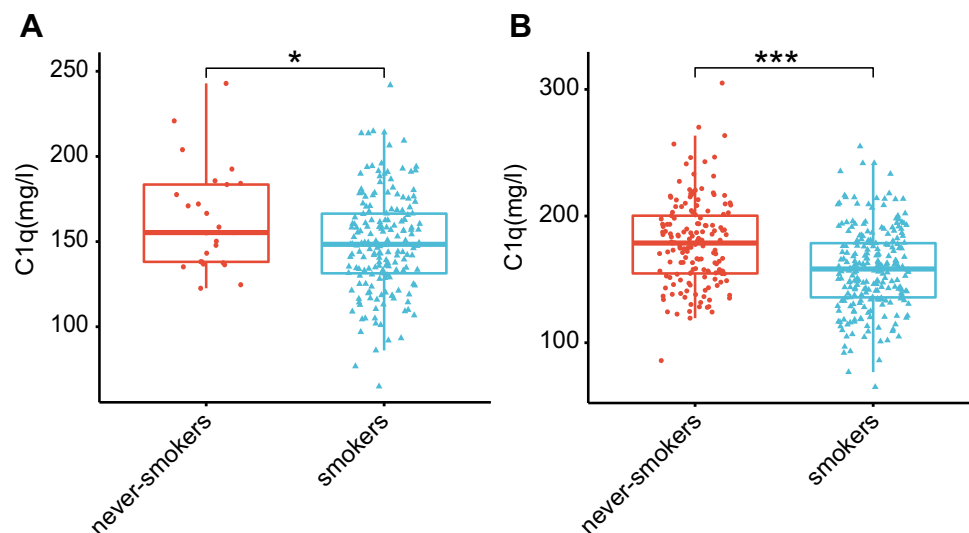 A
B
*
***
250
200
150
100
C1q(mg/l)
never-smokers
smokers
300
200
100
C1q(mg/l)
never-smokers
smokers